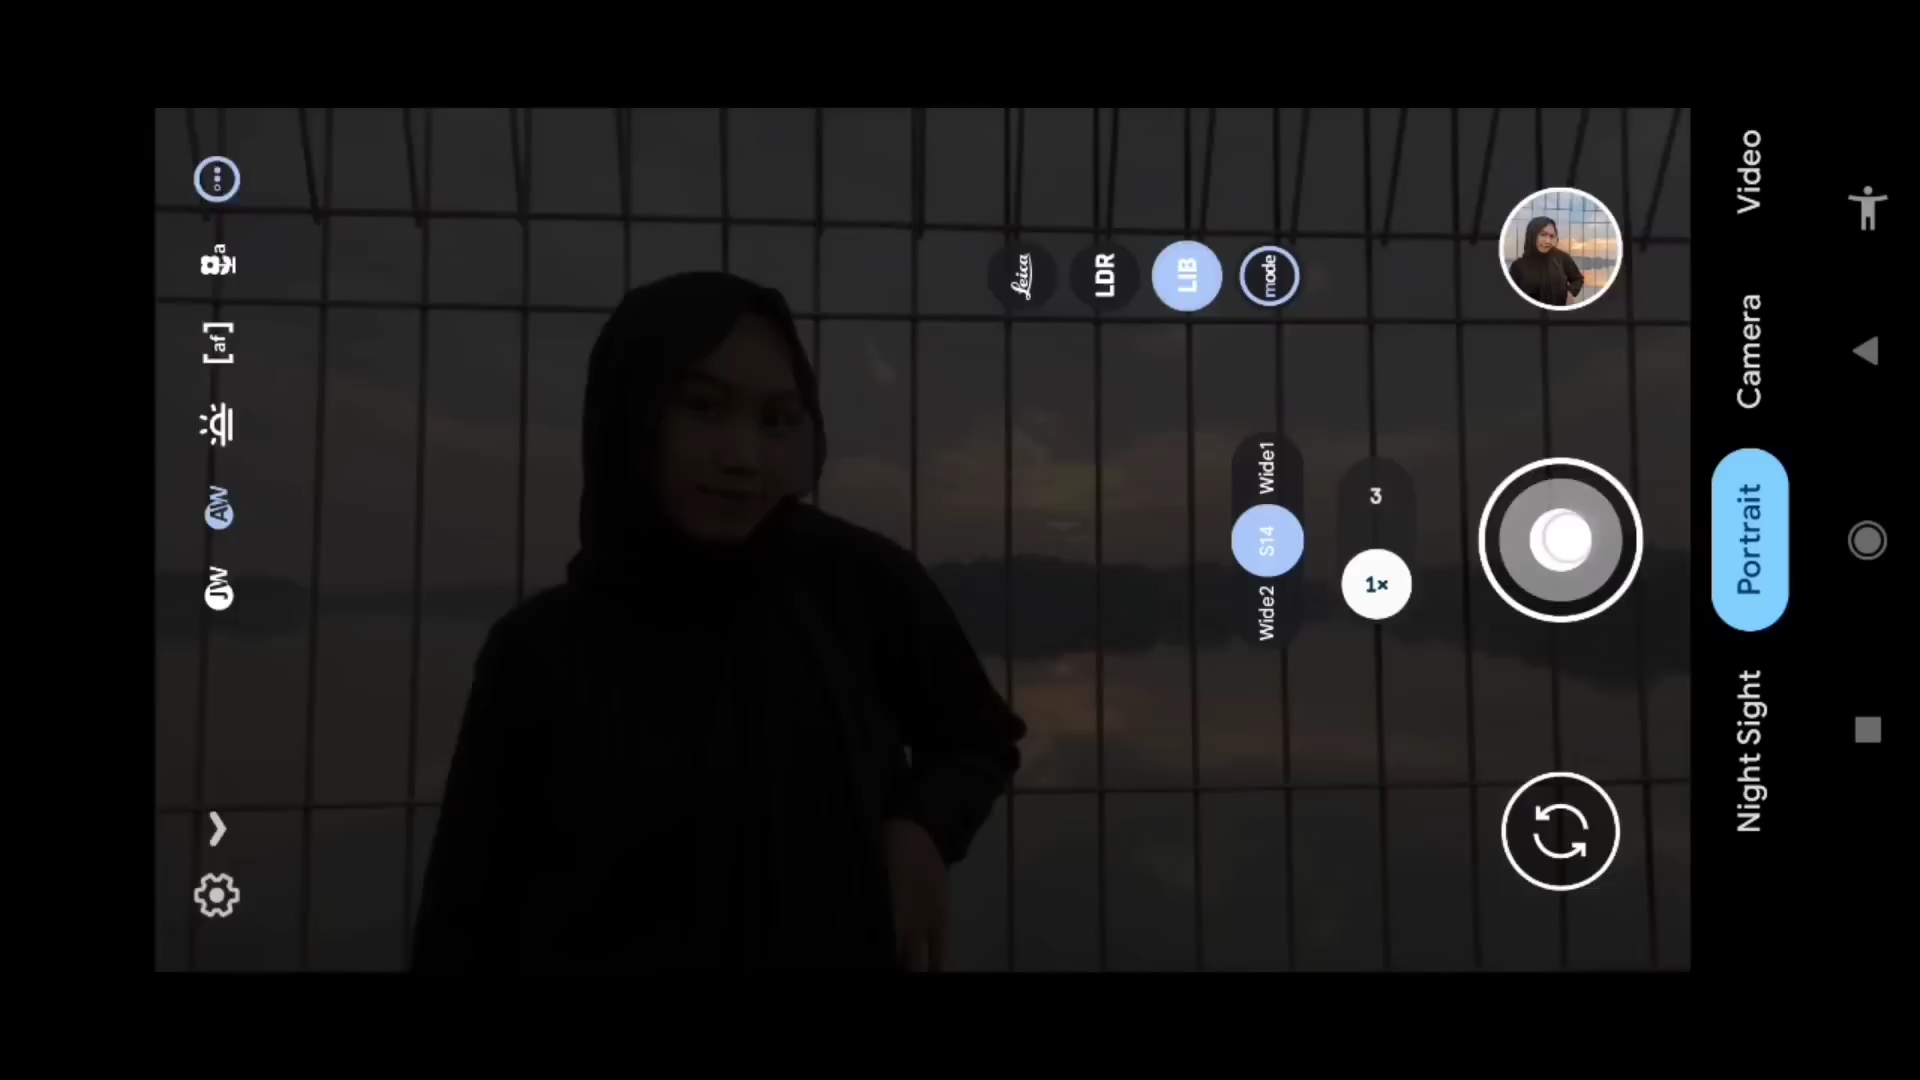 Leica
LDR
LIB
mode
af
AW
JW
Wide1
S14
Wide2
3
1×
Video
Camera
Portrait
Night Sight